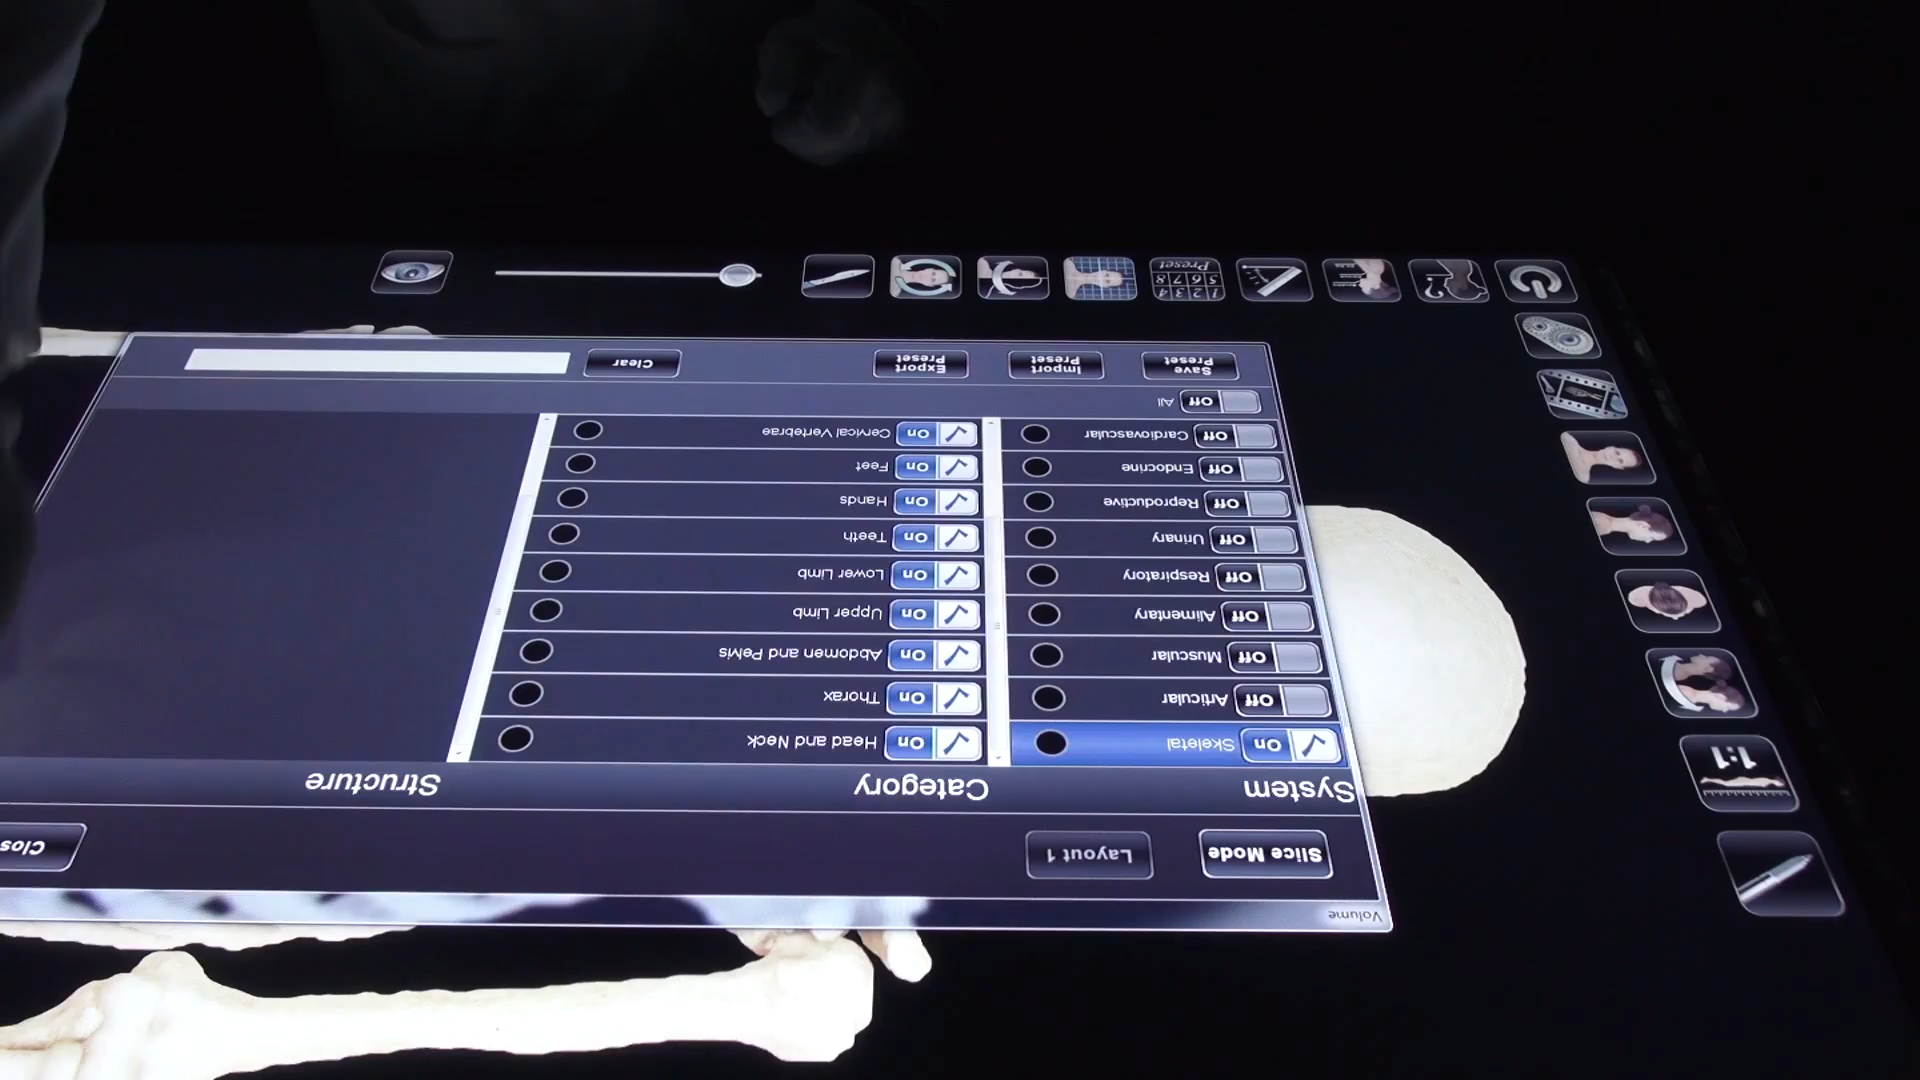 Volume
Slice Mode
Layout 1
Clos
System
Category
Structure
On Skeletal
On Head and Neck
Off Articular
On Thorax
Off Muscular
On Abdomen and Pelvis
Off Alimentary
On Upper Limb
Off Respiratory
On Lower Limb
Off Urinary
On Teeth
Off Reproductive
On Hands
Off Endocrine
On Feet
Off Cardiovascular
On Cervical Vertebrae
Off All
Save
Preset
Import
Preset
Export
Preset
Clear
1:1
1 2 3 4
5 6 7 8
Preset